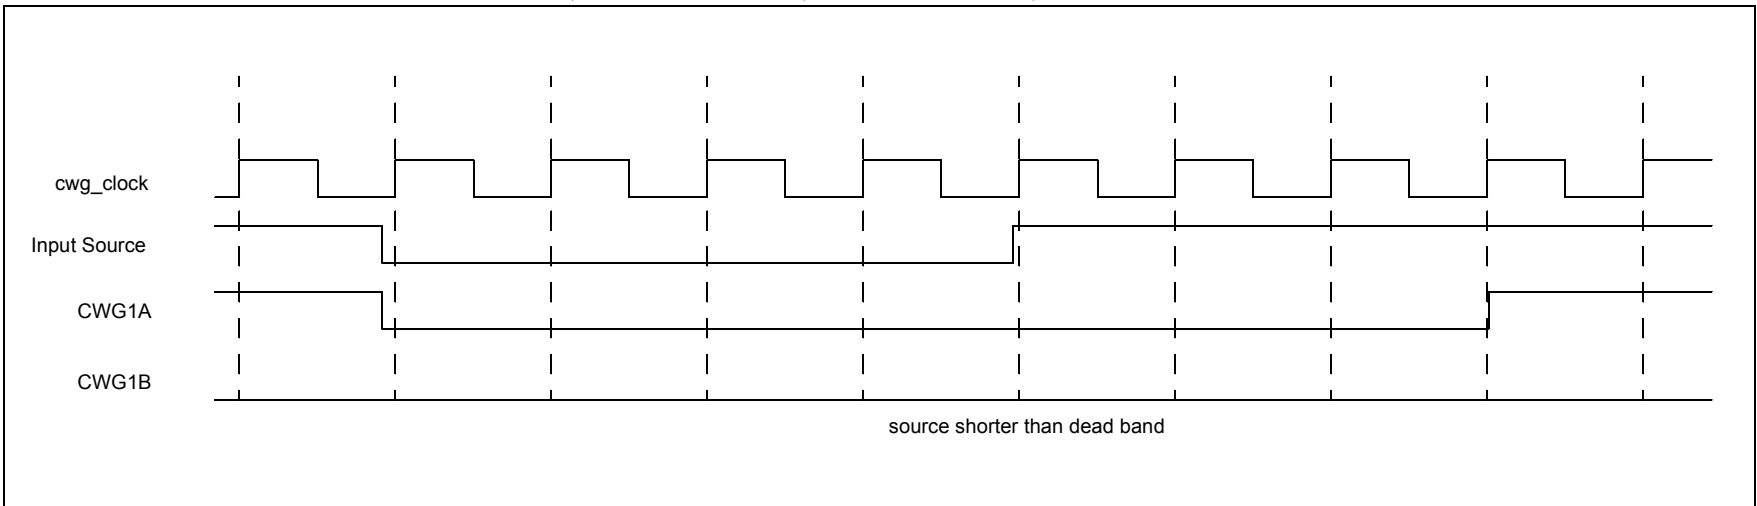 cwg_clock
Input Source
CWG1A
CWG1B
source shorter than dead band